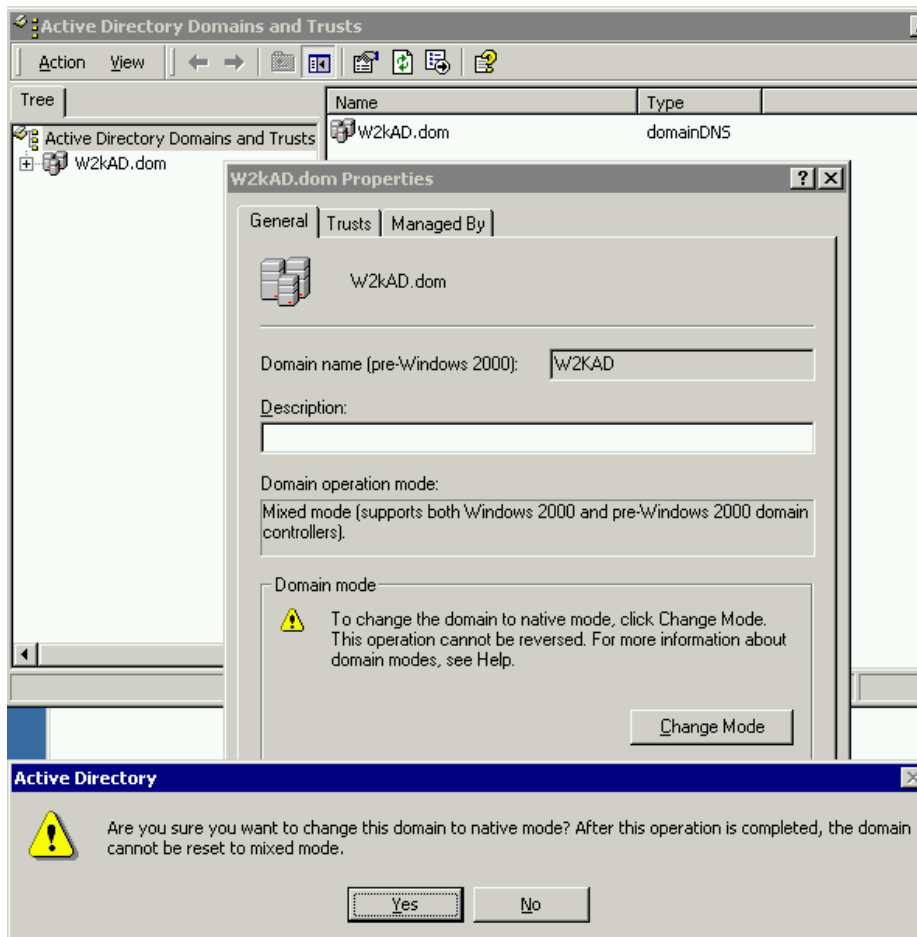 Active Directory Domains and Trusts
Action View
Tree
Name Type
Active Directory Domains and Trusts
W2kAD.dom
W2kAD.dom domainDNS
W2kAD.dom Properties
General Trusts Managed By
W2kAD.dom
Domain name (pre-Windows 2000): W2KAD
Description:
Domain operation mode:
Mixed mode (supports both Windows 2000 and pre-Windows 2000 domain
controllers).
Domain mode
To change the domain to native mode, click Change Mode.
This operation cannot be reversed. For more information about
domain modes, see Help.
Change Mode
Active Directory
Are you sure you want to change this domain to native mode? After this operation is completed, the domain
cannot be reset to mixed mode.
Yes No